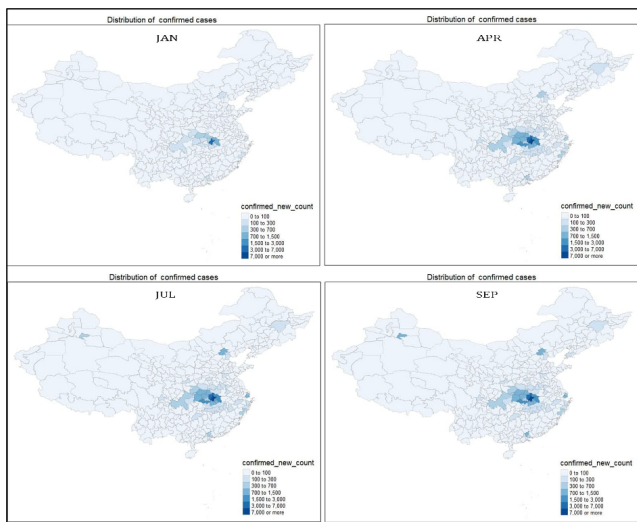 Distribution of confirmed cases
JAN
confirmed_new_count
0 to 100
100 to 300
300 to 700
700 to 1,500
1,500 to 3,000
3,000 to 7,000
7,000 or more
Distribution of confirmed cases
APR
confirmed_new_count
0 to 100
100 to 300
300 to 700
700 to 1,500
1,500 to 3,000
3,000 to 7,000
7,000 or more
Distribution of confirmed cases
JUL
confirmed_new_count
0 to 100
100 to 300
300 to 700
700 to 1,500
1,500 to 3,000
3,000 to 7,000
7,000 or more
Distribution of confirmed cases
SEP
confirmed_new_count
0 to 100
100 to 300
300 to 700
700 to 1,500
1,500 to 3,000
3,000 to 7,000
7,000 or more